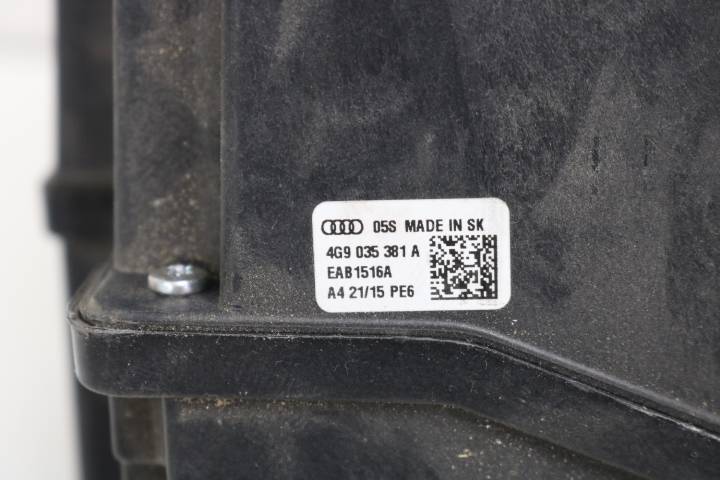 05S MADE IN SK
4G9 035 381 A
EAB1516A
A4 21/15 PE6